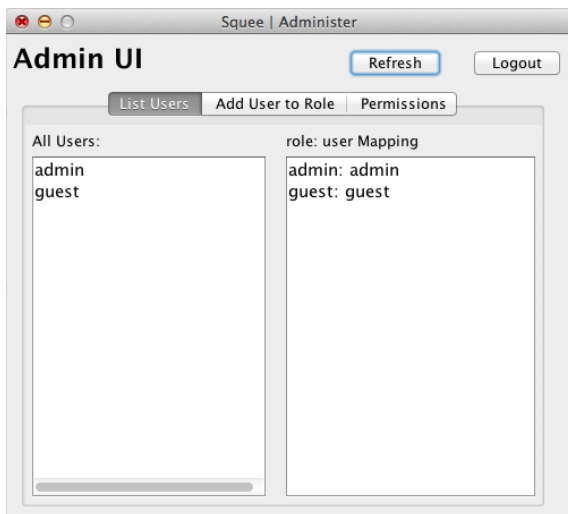 Squee | Administer
Admin UI
Refresh
Logout
List Users
Add User to Role
Permissions
All Users:
role: user Mapping
admin
guest
admin: admin
guest: guest